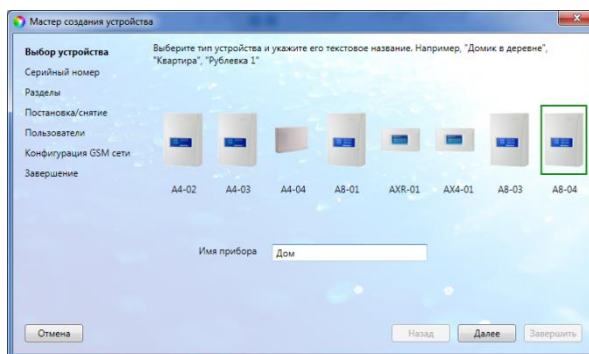 Мастер создания устройства
Выбор устройства
Серийный номер
Разделы
Постановка/снятие
Пользователи
Конфигурация GSM сети
Завершение
Выберите тип устройства и укажите его текстовое название. Например, "Домик в деревне",
"Квартира", "Рублевка 1"
A4-02 A4-03 A4-04 A8-01 AXR-01 AX4-01 A8-03 A8-04
Имя прибора Дом
Отмена Назад Далее Завершить